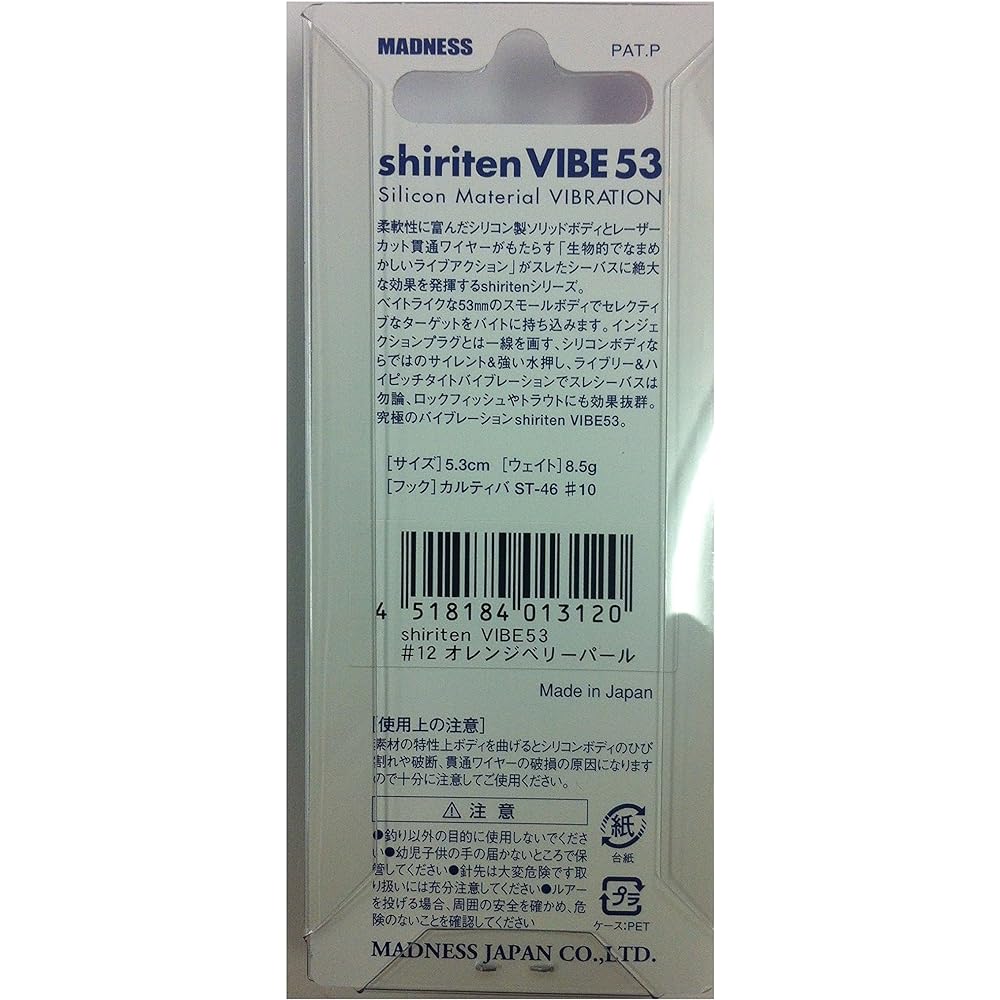 MADNESS PAT.P
shiriten VIBE 53
Silicon Material VIBRATION
柔軟性に富んだシリコン製ソリッドボディとレーザー
カット貫通ワイヤーがもたらす「生物的でなまめ
かしいライブアクション」がスレたシーバスに絶大
な効果を発揮するshiritenシリーズ。
ベイトライクな53mmのスモールボディでセレクティ
ブなターゲットをバイトに持ち込みます。インジェ
クションプラグとは一線を画す、シリコンボディな
らではのサイレント&強い水押し、ライブリー&ハ
イピッチタイトバイブレーションでスレシーバスは
勿論、ロックフィッシュやトラウトにも効果抜群。
究極のバイブレーションshiriten VIBE53。
[サイズ] 5.3cm [ウェイト] 8.5g
[フック] カルティバ ST-46 #10
4 518184 013120
shiriten VIBE53
#12 オレンジベリーパール
Made in Japan
[使用上の注意]
素材の特性上ボディを曲げるとシリコンボディのひび
割れや破断、貫通ワイヤーの破損の原因になります
ので十分に注意してご使用ください。
⚠ 注意
●釣り以外の目的に使用しないでくださ
い●幼児子供の手の届かないところで保
管してください●針先は大変危険です取
り扱いには充分注意してください●ルアー
を投げる場合、周囲の安全を確かめ、危
険のないことを確認してください
紙
台紙
プラ
ケース:PET
MADNESS JAPAN CO.,LTD.